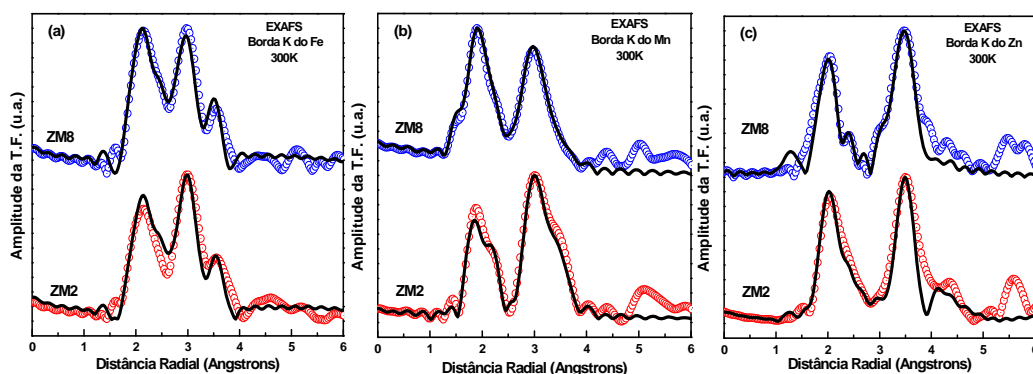 (a)
EXAFS
Borda K do Fe
300K
ZM8
ZM2
Amplitude da T.F. (u.a.)
0 1 2 3 4 5 6
Distância Radial (Angstrons)
(b)
EXAFS
Borda K do Mn
300K
ZM8
ZM2
Amplitude da T.F. (u.a.)
0 1 2 3 4 5 6
Distância Radial (Angstrons)
(c)
EXAFS
Borda K do Zn
300K
ZM8
ZM2
Amplitude da T.F. (u.a.)
0 1 2 3 4 5 6
Distância Radial (Angstrons)